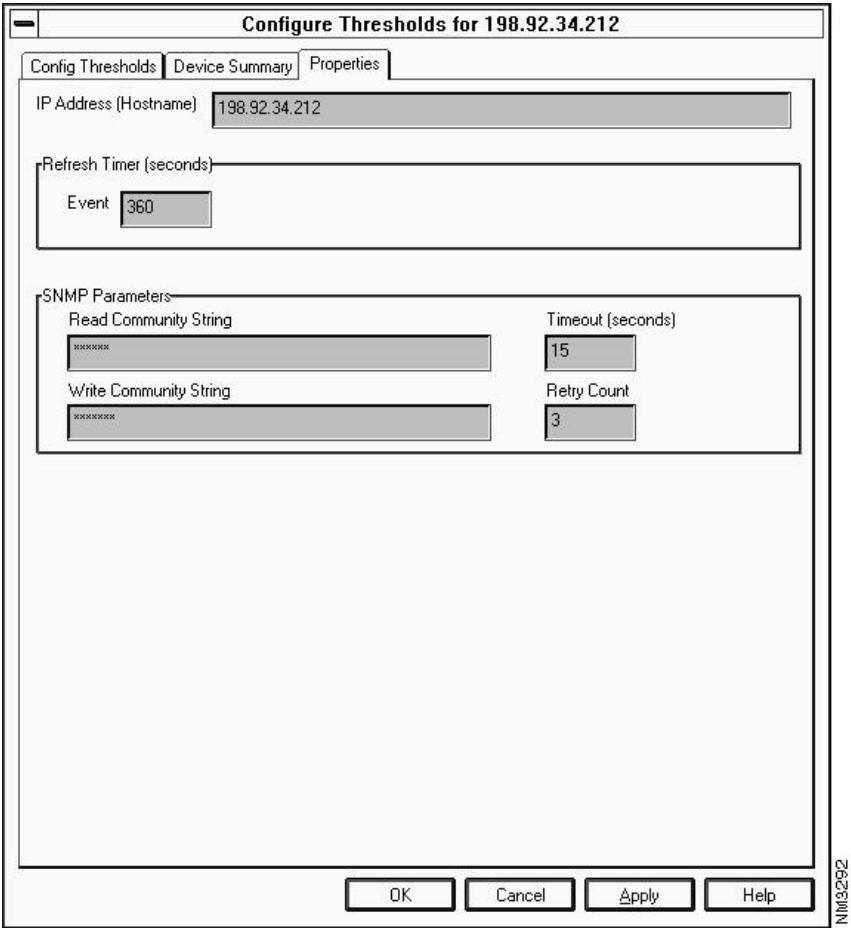 Configure Thresholds for 198.92.34.212
Config Thresholds Device Summary Properties
IP Address (Hostname) 198.92.34.212
Refresh Timer (seconds)
Event 360
SNMP Parameters
Read Community String Timeout (seconds)
****** 15
Write Community String Retry Count
******* 3
OK Cancel Apply Help
NM3292